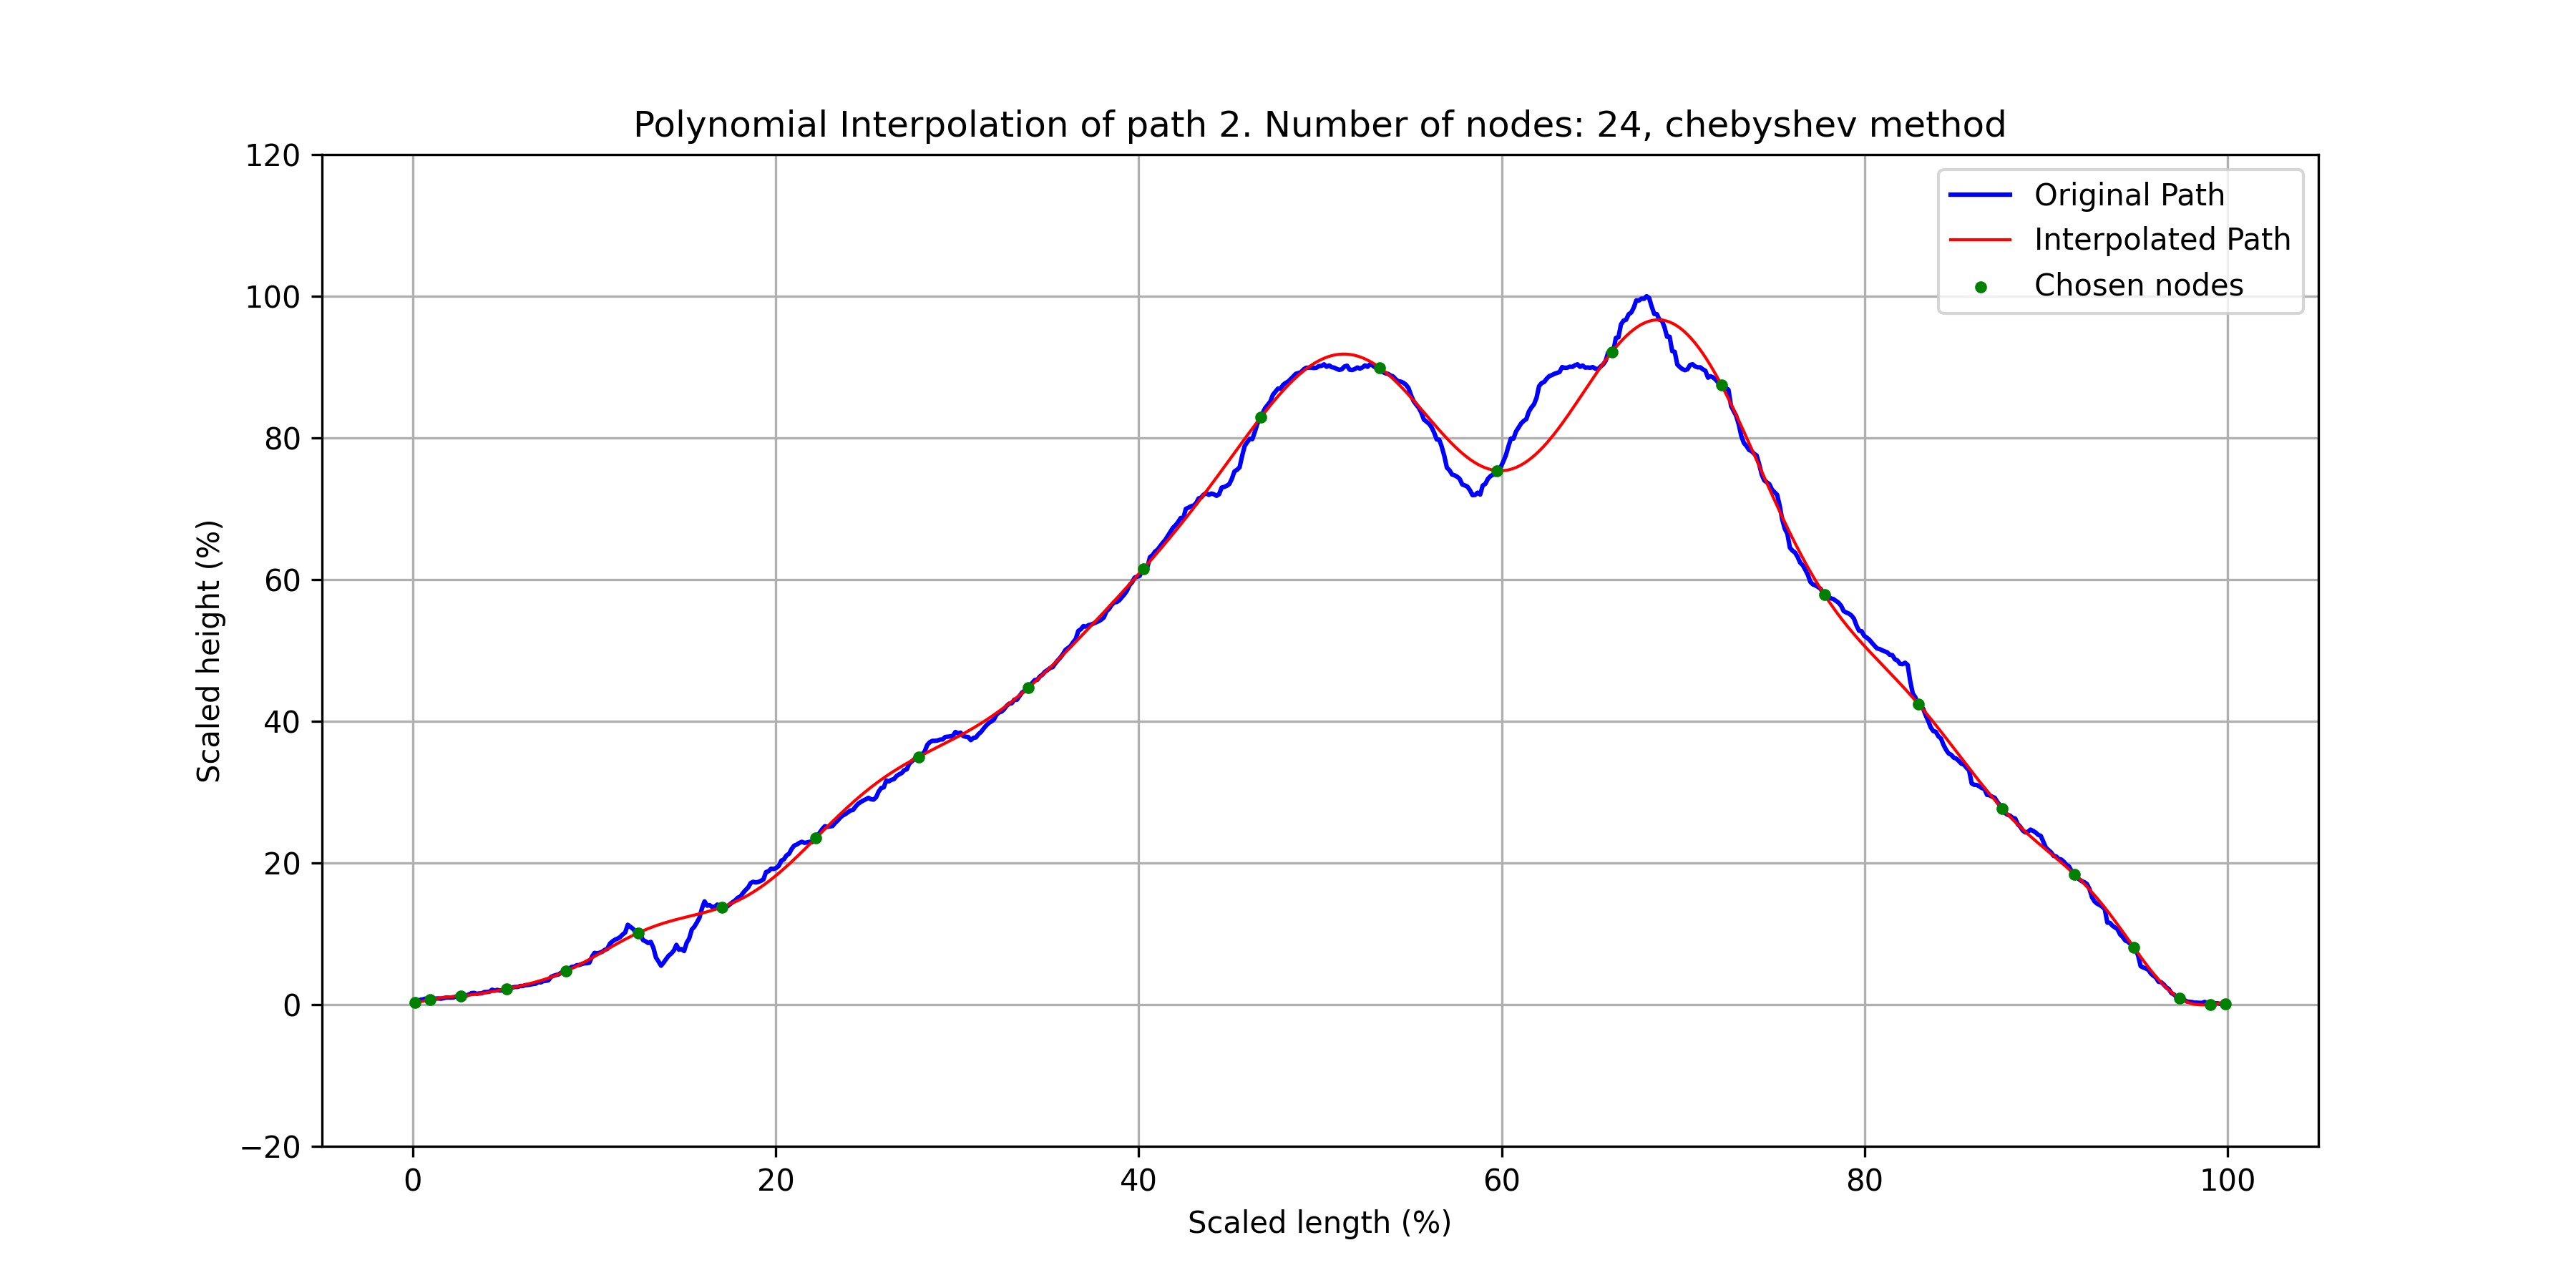 Polynomial Interpolation of path 2. Number of nodes: 24, chebyshev method
120
100
80
60
40
20
0
−20
Scaled height (%)
Original Path
Interpolated Path
Chosen nodes
0 20 40 60 80 100
Scaled length (%)